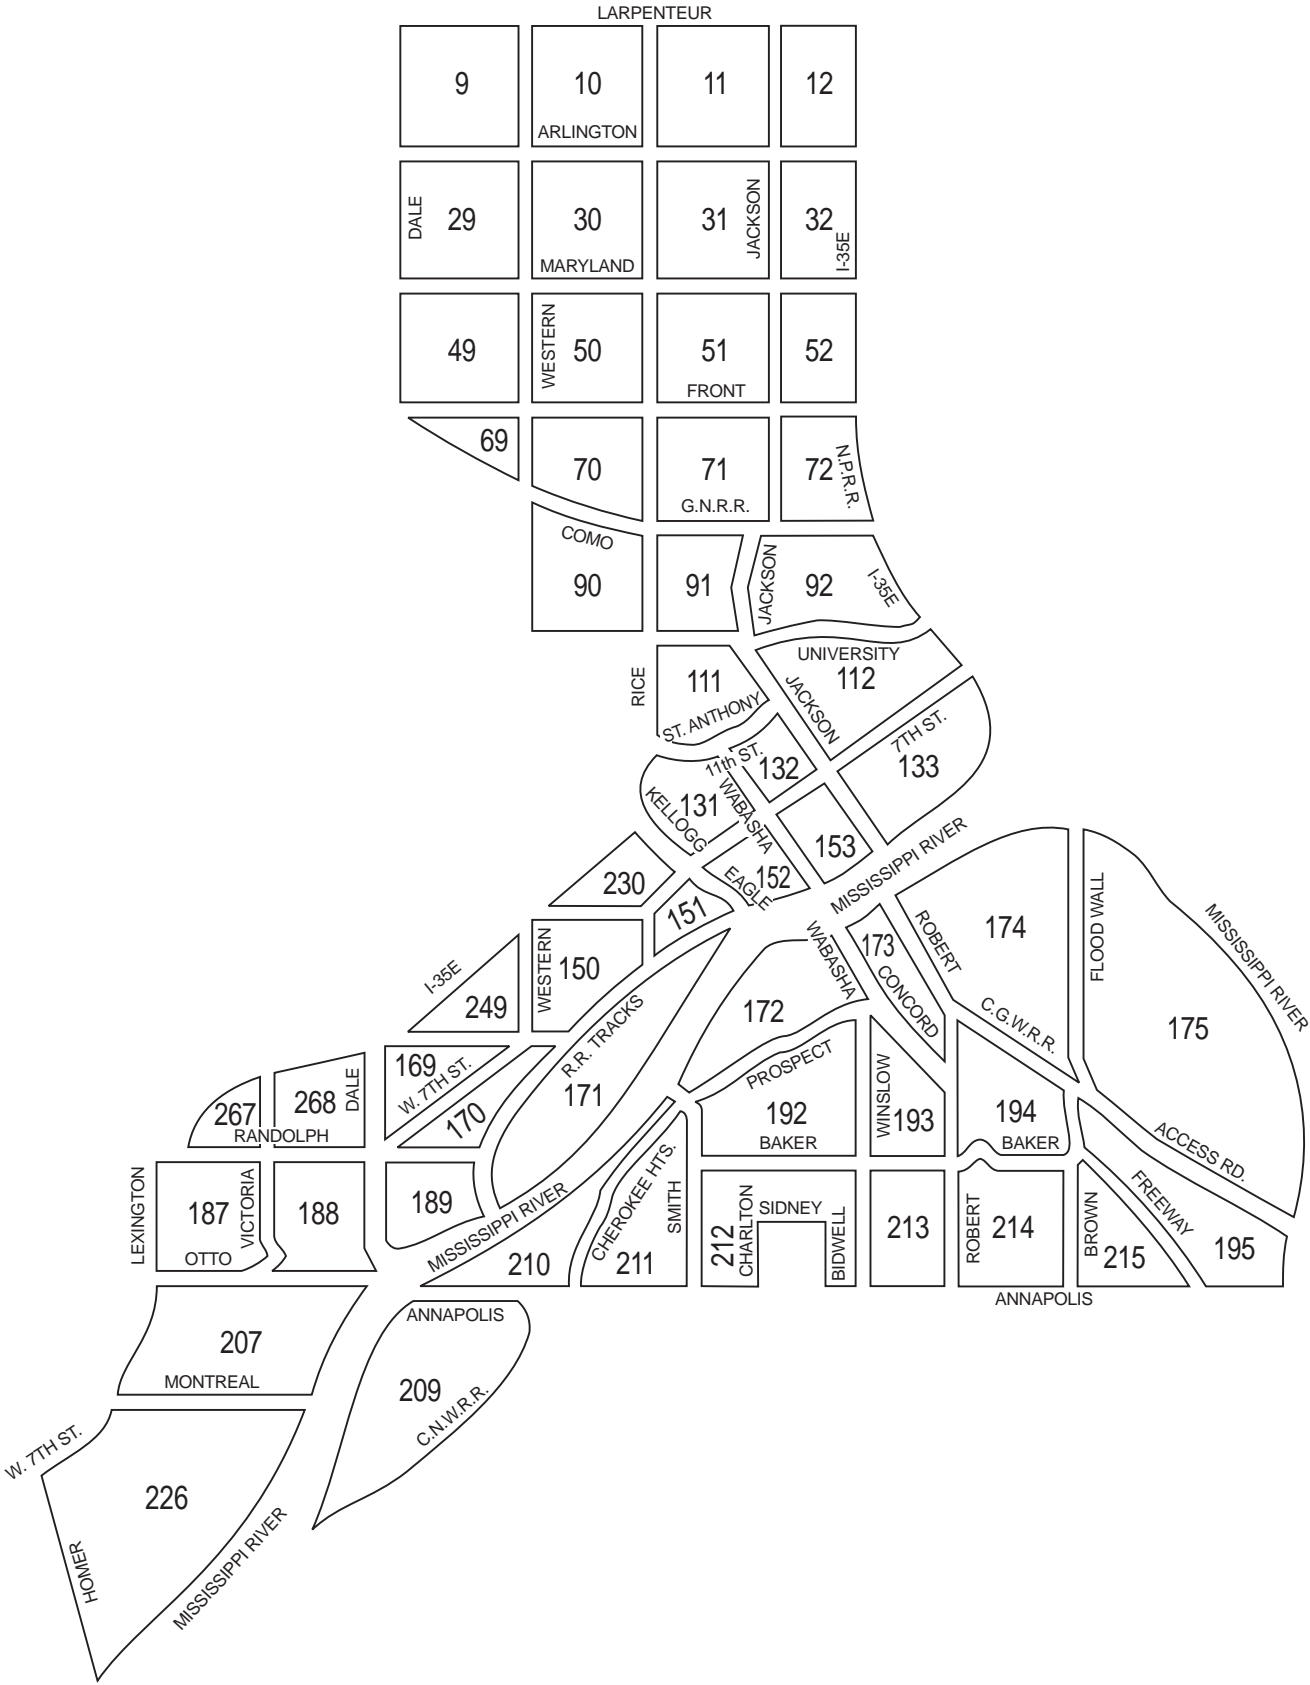 LARPENTEUR
9 10 11 12
ARLINGTON
DALE
29 30 31 JACKSON 32
I-35E
MARYLAND
49 WESTERN 50 51 52
FRONT
69
70 71 72 N.P.R.R.
G.N.R.R.
COMO
90 91 JACKSON 92 I-35E
UNIVERSITY
RICE 111 112
ST. ANTHONY JACKSON
7TH ST.
11th ST. 132 133
KELLOGG 131 WABASHA
153
MISSISSIPPI RIVER
230 EAGLE 152
151
FLOOD WALL
MISSISSIPPI RIVER
WABASHA 173 ROBERT 174
I-35E WESTERN 150
CONCORD
249 R.R. TRACKS 172 C.G.W.R.R. 175
169
W. 7TH ST.
PROSPECT
267 268 DALE 170 171
192 WINSLOW 193 194
RANDOLPH BAKER BAKER
ACCESS RD.
LEXINGTON 187 VICTORIA 188 189
MISSISSIPPI RIVER
CHEROKEE HTS. SMITH
212 CHARLTON SIDNEY BIDWELL
213 ROBERT 214 BROWN FREEWAY
OTTO 210 211 215 195
ANNAPOLIS
ANNAPOLIS
207
MONTREAL
209
C.N.W.R.R.
W. 7TH ST.
226
HOMER
MISSISSIPPI RIVER